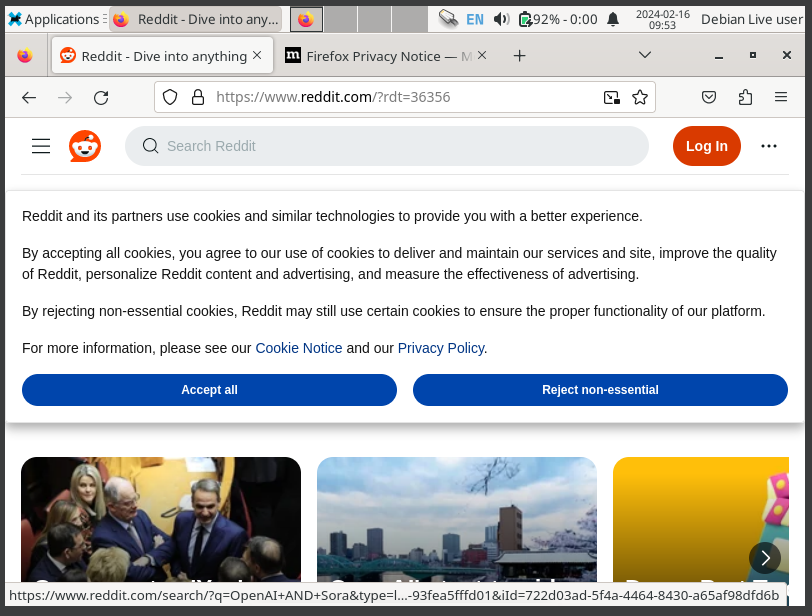 Applications
Reddit - Dive into any...
EN
92% - 0:00
2024-02-16
09:53
Debian Live user
Reddit - Dive into anything
Firefox Privacy Notice —
https://www.reddit.com/?rdt=36356
Search Reddit
Log In
Reddit and its partners use cookies and similar technologies to provide you with a better experience.
By accepting all cookies, you agree to our use of cookies to deliver and maintain our services and site, improve the quality
of Reddit, personalize Reddit content and advertising, and measure the effectiveness of advertising.
By rejecting non-essential cookies, Reddit may still use certain cookies to ensure the proper functionality of our platform.
For more information, please see our Cookie Notice and our Privacy Policy.
Accept all
Reject non-essential
https://www.reddit.com/search/?q=OpenAI+AND+Sora&type=l...-93fea5fffd01&iId=722d03ad-5f4a-4464-8430-a65af98dfd6b